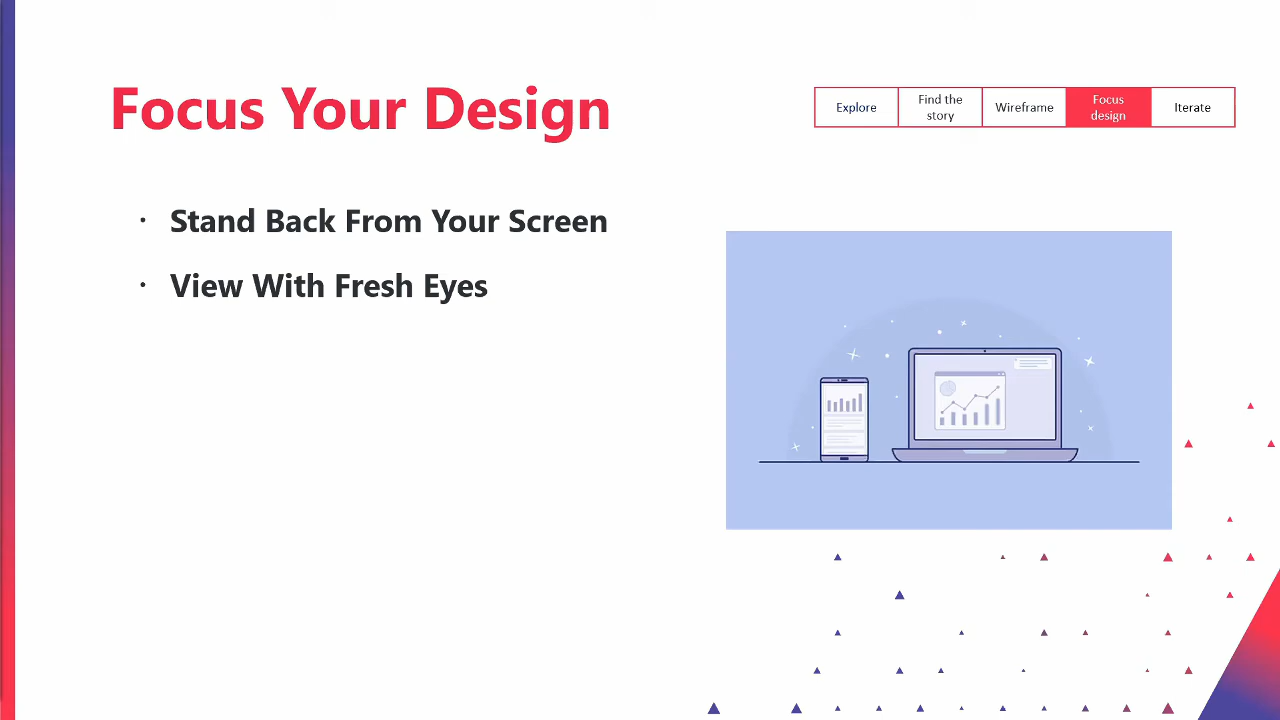 Focus Your Design
Explore
Find the
story
Wireframe
Focus
design
Iterate
· Stand Back From Your Screen
· View With Fresh Eyes